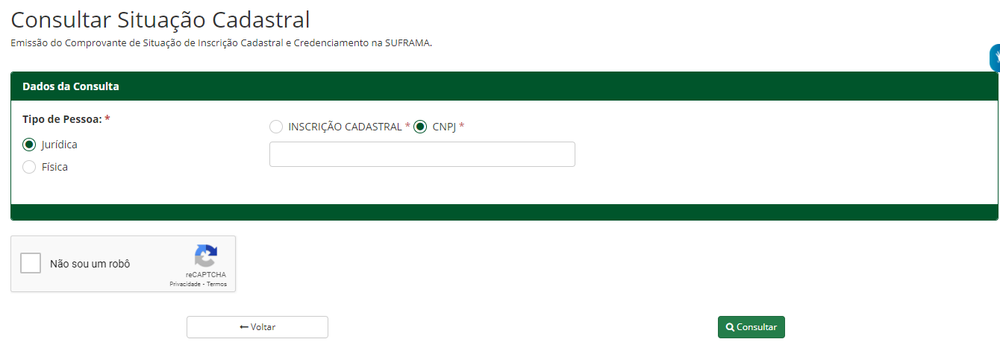 Consultar Situação Cadastral
Emissão do Comprovante de Situação de Inscrição Cadastral e Credenciamento na SUFRAMA.
Dados da Consulta
Tipo de Pessoa: *
INSCRIÇÃO CADASTRAL * CNPJ *
Jurídica
Física
Não sou um robô
reCAPTCHA
Privacidade - Termos
Voltar
Consultar